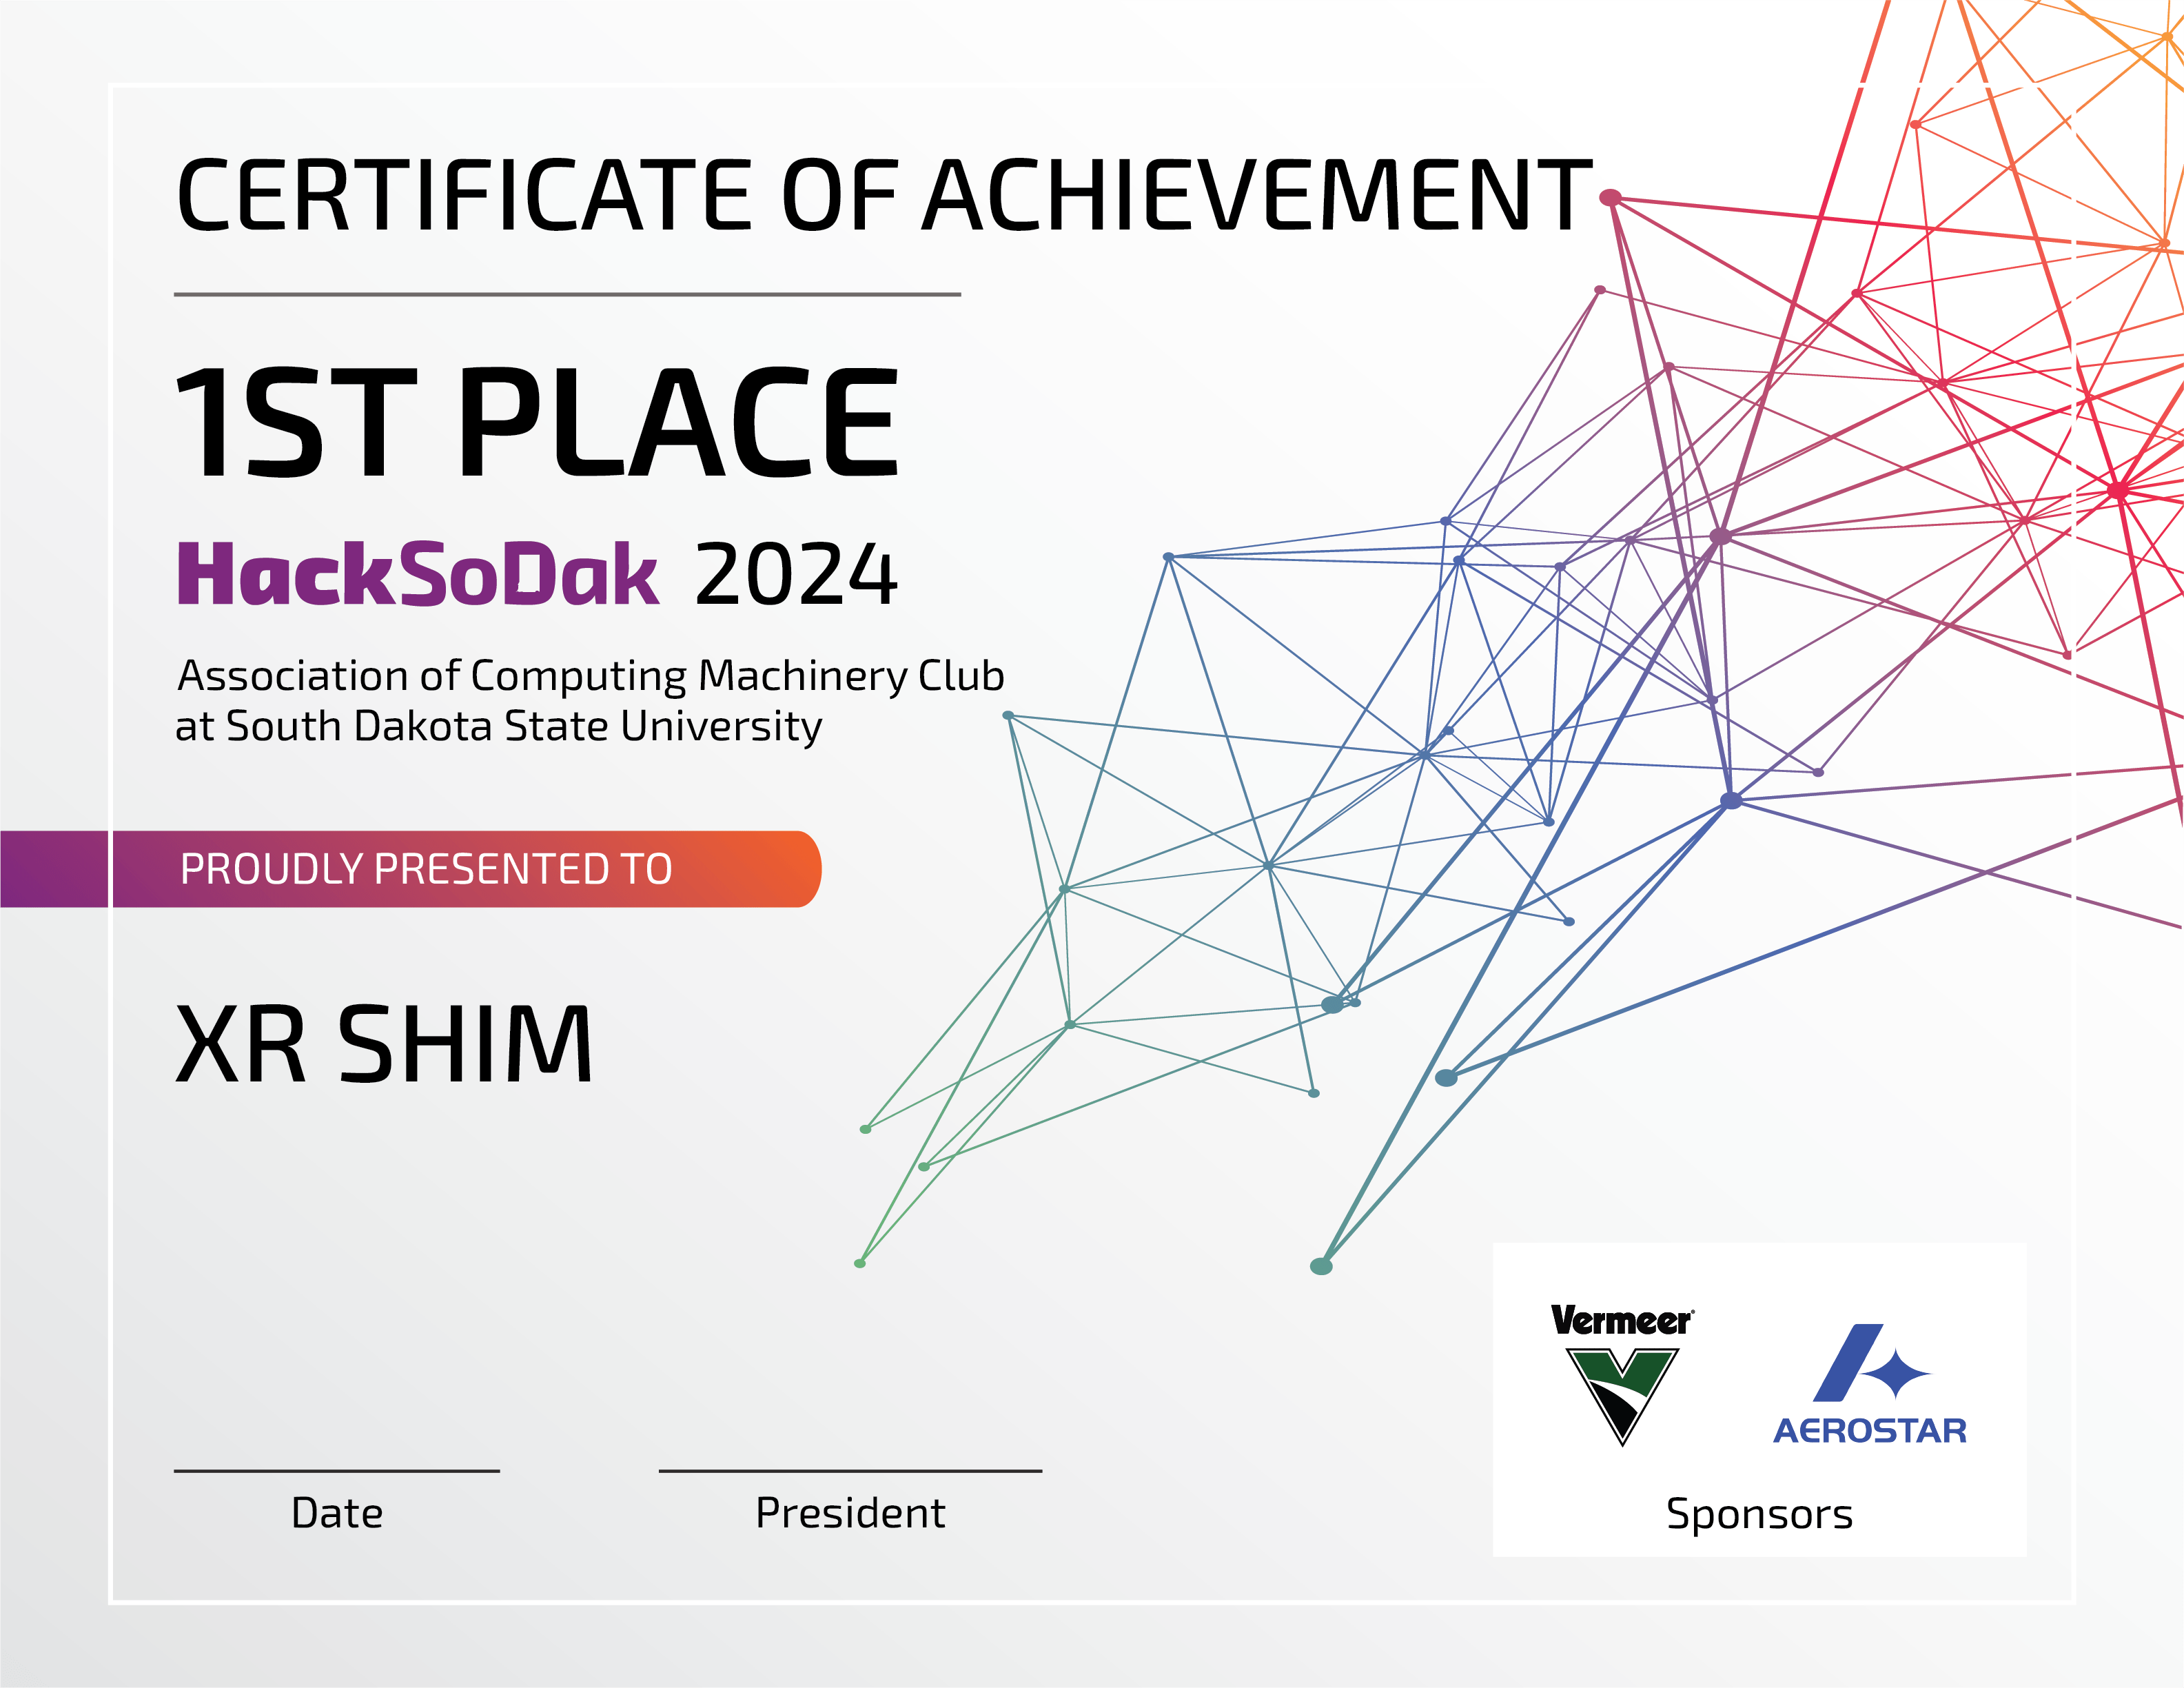 CERTIFICATE OF ACHIEVEMENT
1ST PLACE
HackSoDak 2024
Association of Computing Machinery Club
at South Dakota State University
PROUDLY PRESENTED TO
XR SHIM
Vermeer®
AEROSTAR
Date
President
Sponsors